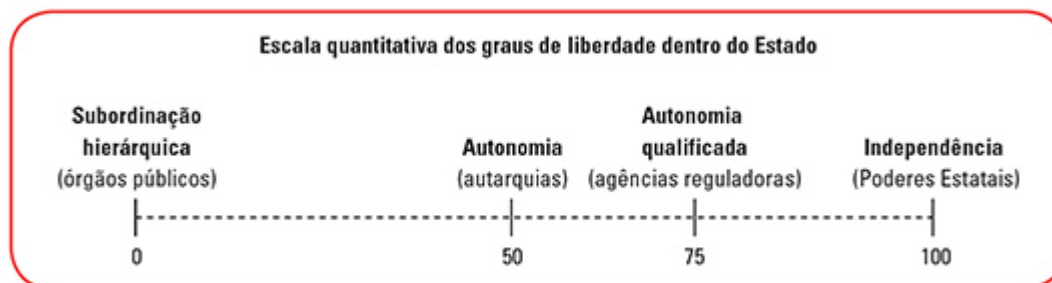 Escala quantitativa dos graus de liberdade dentro do Estado
Subordinação
hierárquica
(órgãos públicos)
Autonomia
(autarquias)
Autonomia
qualificada
(agências reguladoras)
Independência
(Poderes Estatais)
0
50
75
100